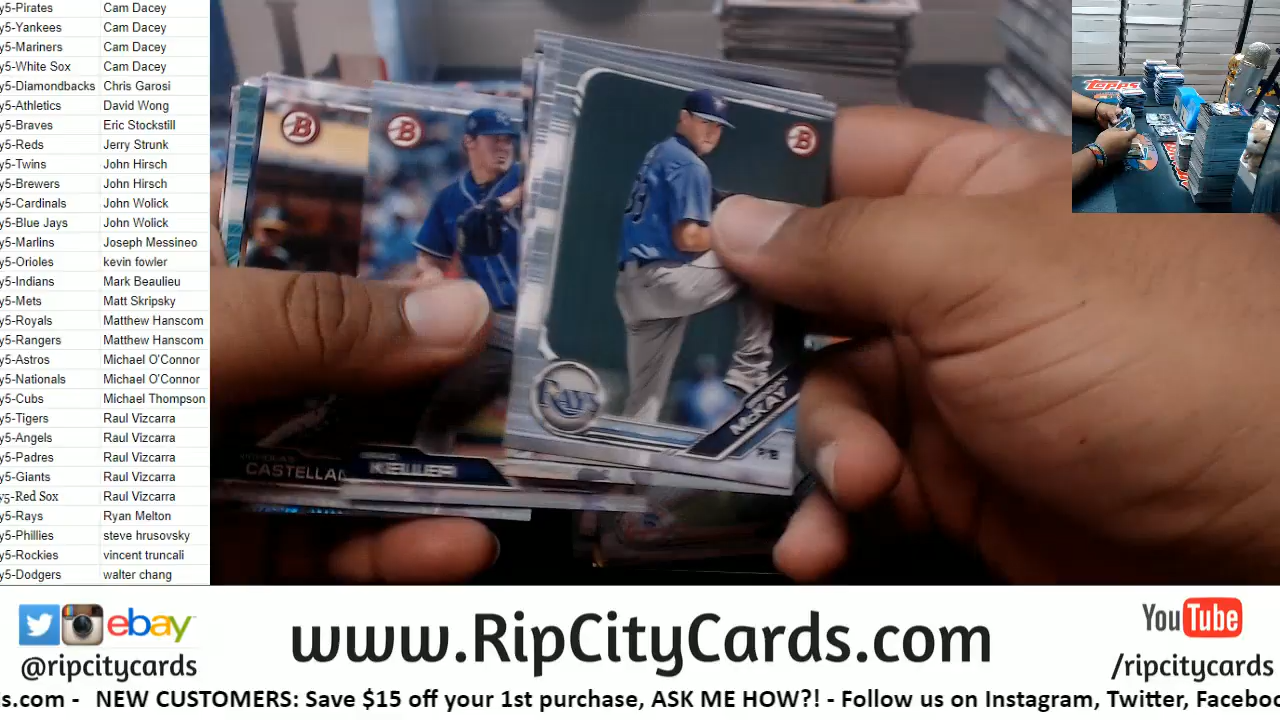 y5-Pirates Cam Dacey
y5-Yankees Cam Dacey
y5-Mariners Cam Dacey
y5-White Sox Cam Dacey
y5-Diamondbacks Chris Garosi
y5-Athletics David Wong
y5-Braves Eric Stockstill
y5-Reds Jerry Strunk
y5-Twins John Hirsch
y5-Brewers John Hirsch
y5-Cardinals John Wolick
y5-Blue Jays John Wolick
y5-Marlins Joseph Messineo
y5-Orioles kevin fowler
y5-Indians Mark Beaulieu
y5-Mets Matt Skripsky
y5-Royals Matthew Hanscom
y5-Rangers Matthew Hanscom
y5-Astros Michael O'Connor
y5-Nationals Michael O'Connor
y5-Cubs Michael Thompson
y5-Tigers Raul Vizcarra
y5-Angels Raul Vizcarra
y5-Padres Raul Vizcarra
y5-Giants Raul Vizcarra
y5-Red Sox Raul Vizcarra
y5-Rays Ryan Melton
y5-Phillies steve hrusovsky
y5-Rockies vincent truncali
y5-Dodgers walter chang
B
B
B
RAYS
McKAY
KELLER
CASTELLA
Topps
ebay
@ripcitycards
www.RipCityCards.com
YouTube
/ripcitycards
is.com - NEW CUSTOMERS: Save $15 off your 1st purchase, ASK ME HOW?! - Follow us on Instagram, Twitter, Facebo